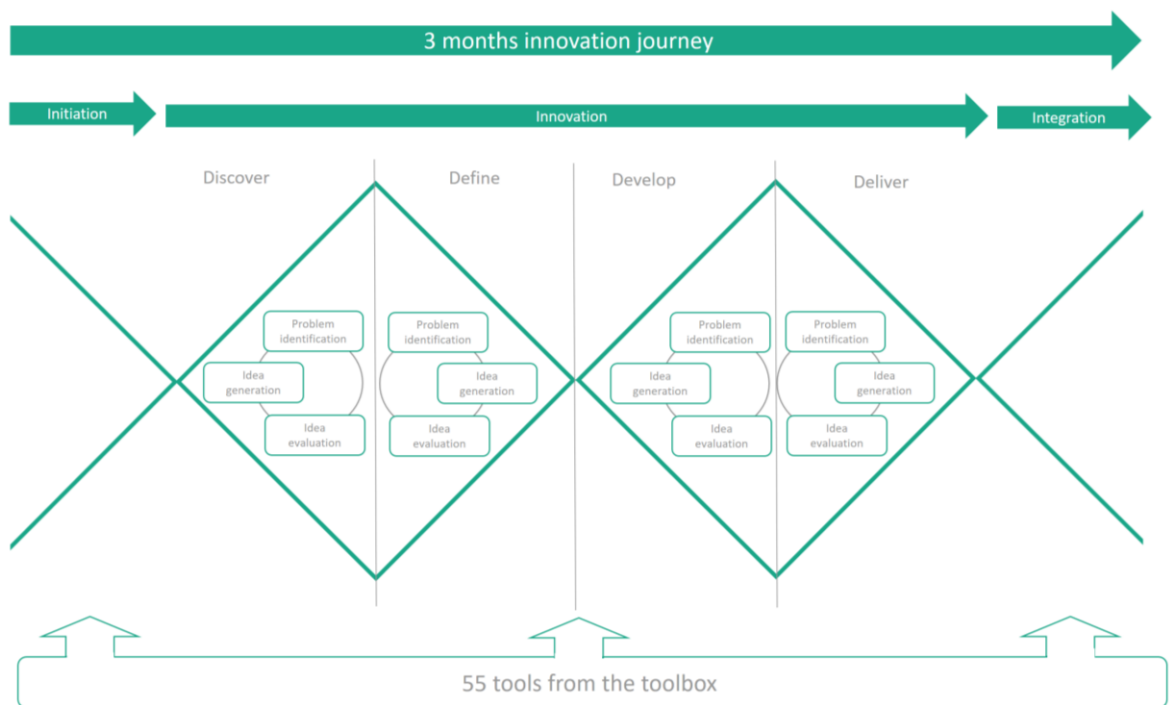 3 months innovation journey
Initiation
Innovation
Integration
Discover
Define
Develop
Deliver
Problem
identification
Idea
generation
Idea
evaluation
Problem
identification
Idea
generation
Idea
evaluation
Problem
identification
Idea
generation
Idea
evaluation
Problem
identification
Idea
generation
Idea
evaluation
55 tools from the toolbox